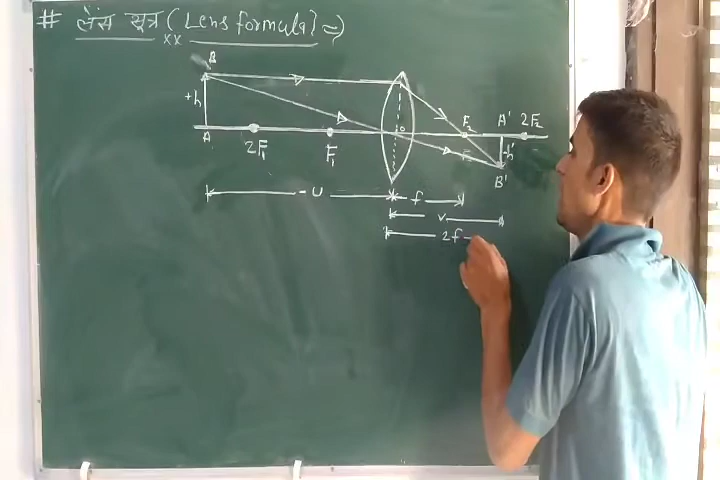 # लेंस सूत्र ( Lens formula ) ⇒
xx
B
+h
A
2F₁
F₁
o
F₂
A' 2F₂
-h'
B'
- u
f
v
2f